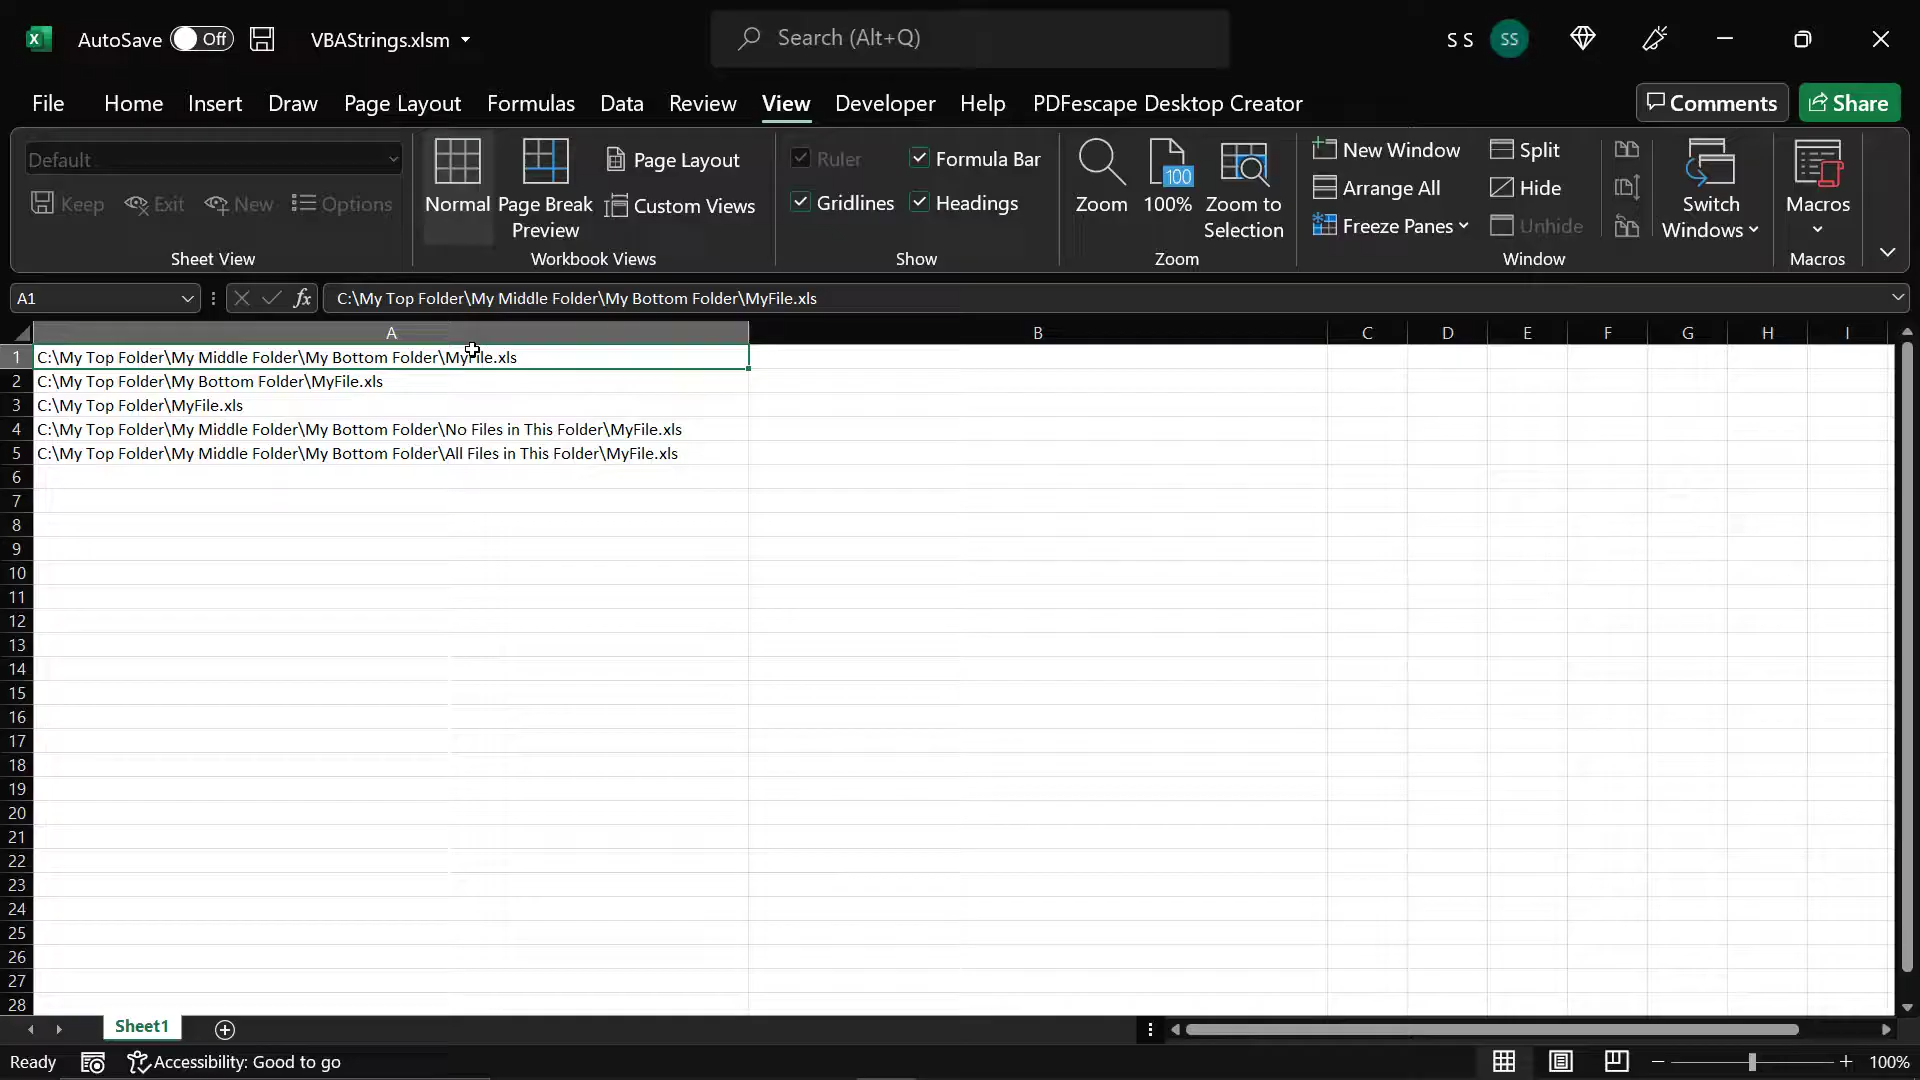 AutoSave Off VBAStrings.xlsm Search (Alt+Q) S S SS
File Home Insert Draw Page Layout Formulas Data Review View Developer Help PDFescape Desktop Creator Comments Share
Default
Keep Exit New Options
Sheet View
Normal
Page Break
Preview
Page Layout
Custom Views
Workbook Views
Ruler Formula Bar
Gridlines Headings
Show
Zoom
100
100%
Zoom to
Selection
Zoom
New Window
Arrange All
Freeze Panes
Split
Hide
Unhide
Switch
Windows
Window
Macros
Macros
A1 fx C:\My Top Folder\My Middle Folder\My Bottom Folder\MyFile.xls
A B C D E F G H I
1 C:\My Top Folder\My Middle Folder\My Bottom Folder\MyFile.xls
2 C:\My Top Folder\My Bottom Folder\MyFile.xls
3 C:\My Top Folder\MyFile.xls
4 C:\My Top Folder\My Middle Folder\My Bottom Folder\No Files in This Folder\MyFile.xls
5 C:\My Top Folder\My Middle Folder\My Bottom Folder\All Files in This Folder\MyFile.xls
6
7
8
9
10
11
12
13
14
15
16
17
18
19
20
21
22
23
24
25
26
27
28
Sheet1
Ready Accessibility: Good to go 100%